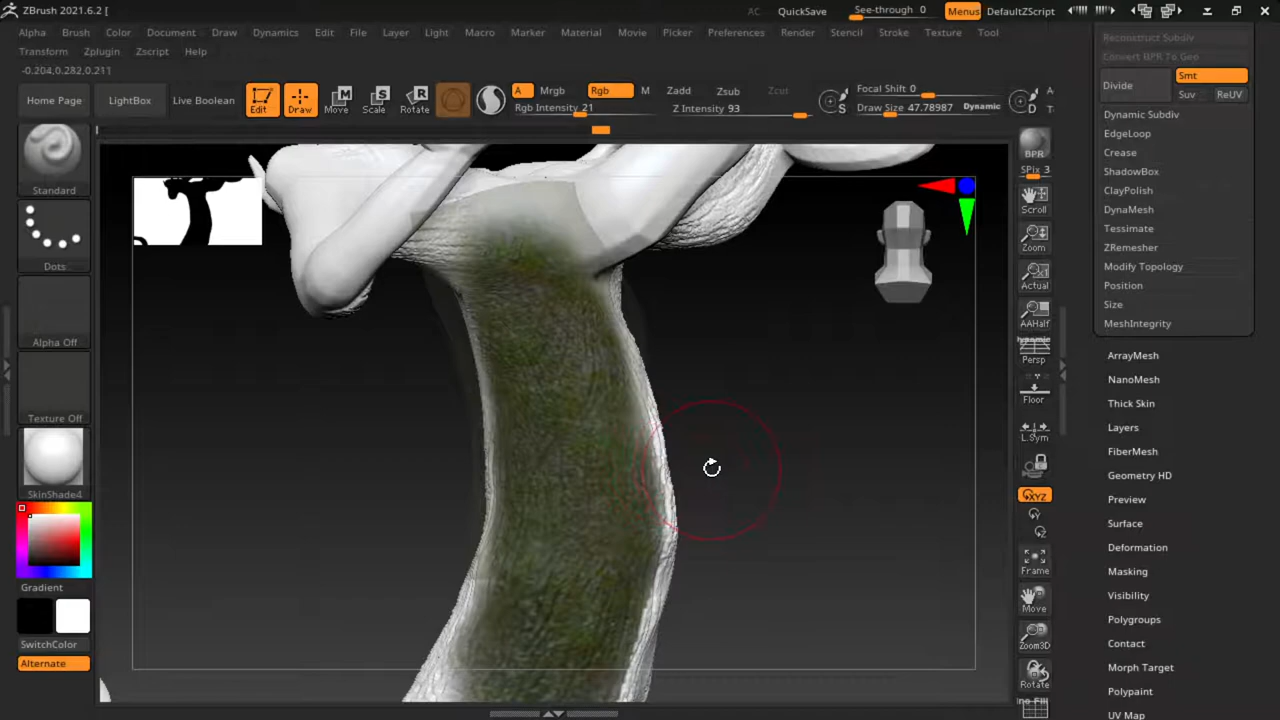 ZBrush 2021.6.2 [
AC
QuickSave
See-through 0
Menus
DefaultZScript
Alpha Brush Color Document Draw Dynamics Edit File Layer Light Macro Marker Material Movie Picker Preferences Render Stencil Stroke Texture Tool
Transform Zplugin Zscript Help
-0.204,0.282,0.211
Home Page
LightBox
Live Boolean
Edit
Draw
Move
Scale
Rotate
A
Mrgb
Rgb
M
Rgb Intensity 21
Zadd
Zsub
Zcut
Z Intensity 93
S
Focal Shift 0
Draw Size 47.78987
Dynamic
D
A
Standard
Dots
Alpha Off
Texture Off
SkinShade4
Gradient
SwitchColor
Alternate
BPR
SPix 3
Scroll
Zoom
Actual
AAHalf
Dynamic
Persp
Floor
L.Sym
XYZ
Y
Z
Frame
Move
Zoom3D
Rotate
Reconstruct Subdiv
Convert BPR To Geo
Divide
Smt
Suv
ReUV
Dynamic Subdiv
EdgeLoop
Crease
ShadowBox
ClayPolish
DynaMesh
Tessimate
ZRemesher
Modify Topology
Position
Size
MeshIntegrity
ArrayMesh
NanoMesh
Thick Skin
Layers
FiberMesh
Geometry HD
Preview
Surface
Deformation
Masking
Visibility
Polygroups
Contact
Morph Target
Polypaint
UV Map